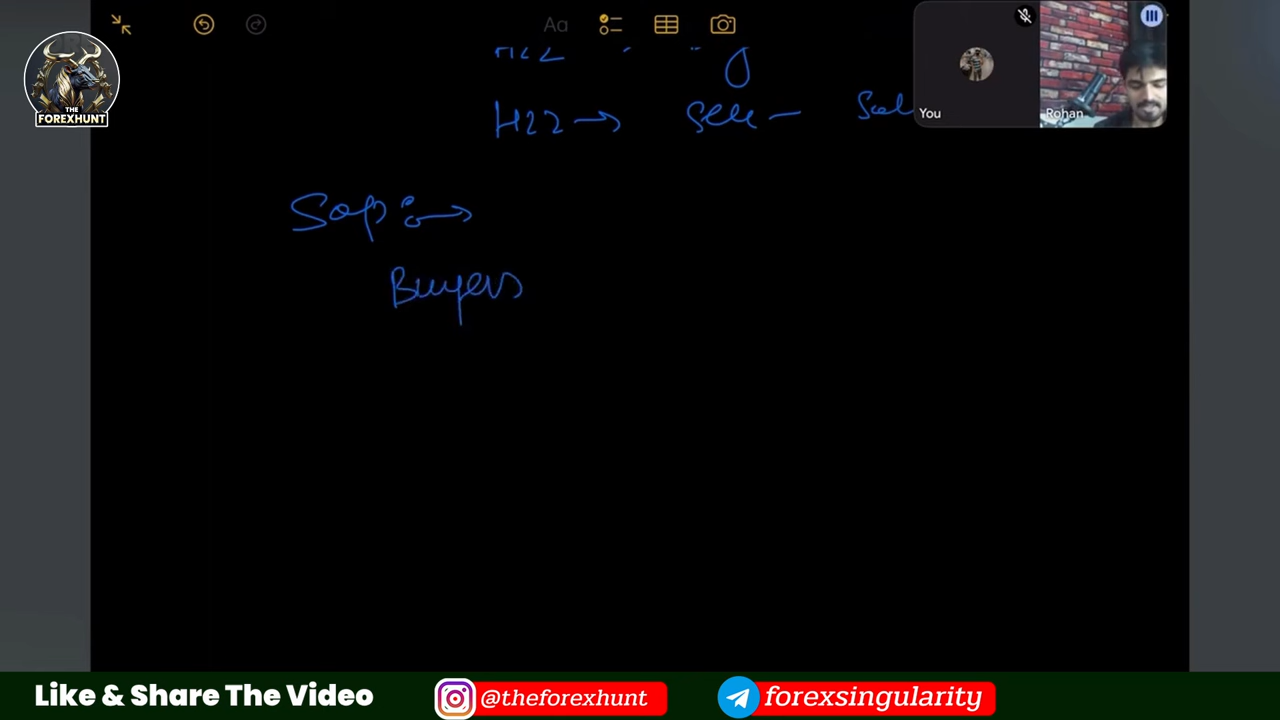 Aa
You
Rohan
THE
FOREXHUNT
H22 → Sell -
Sop :→
Buyers
Like & Share The Video
@theforexhunt
forexsingularity